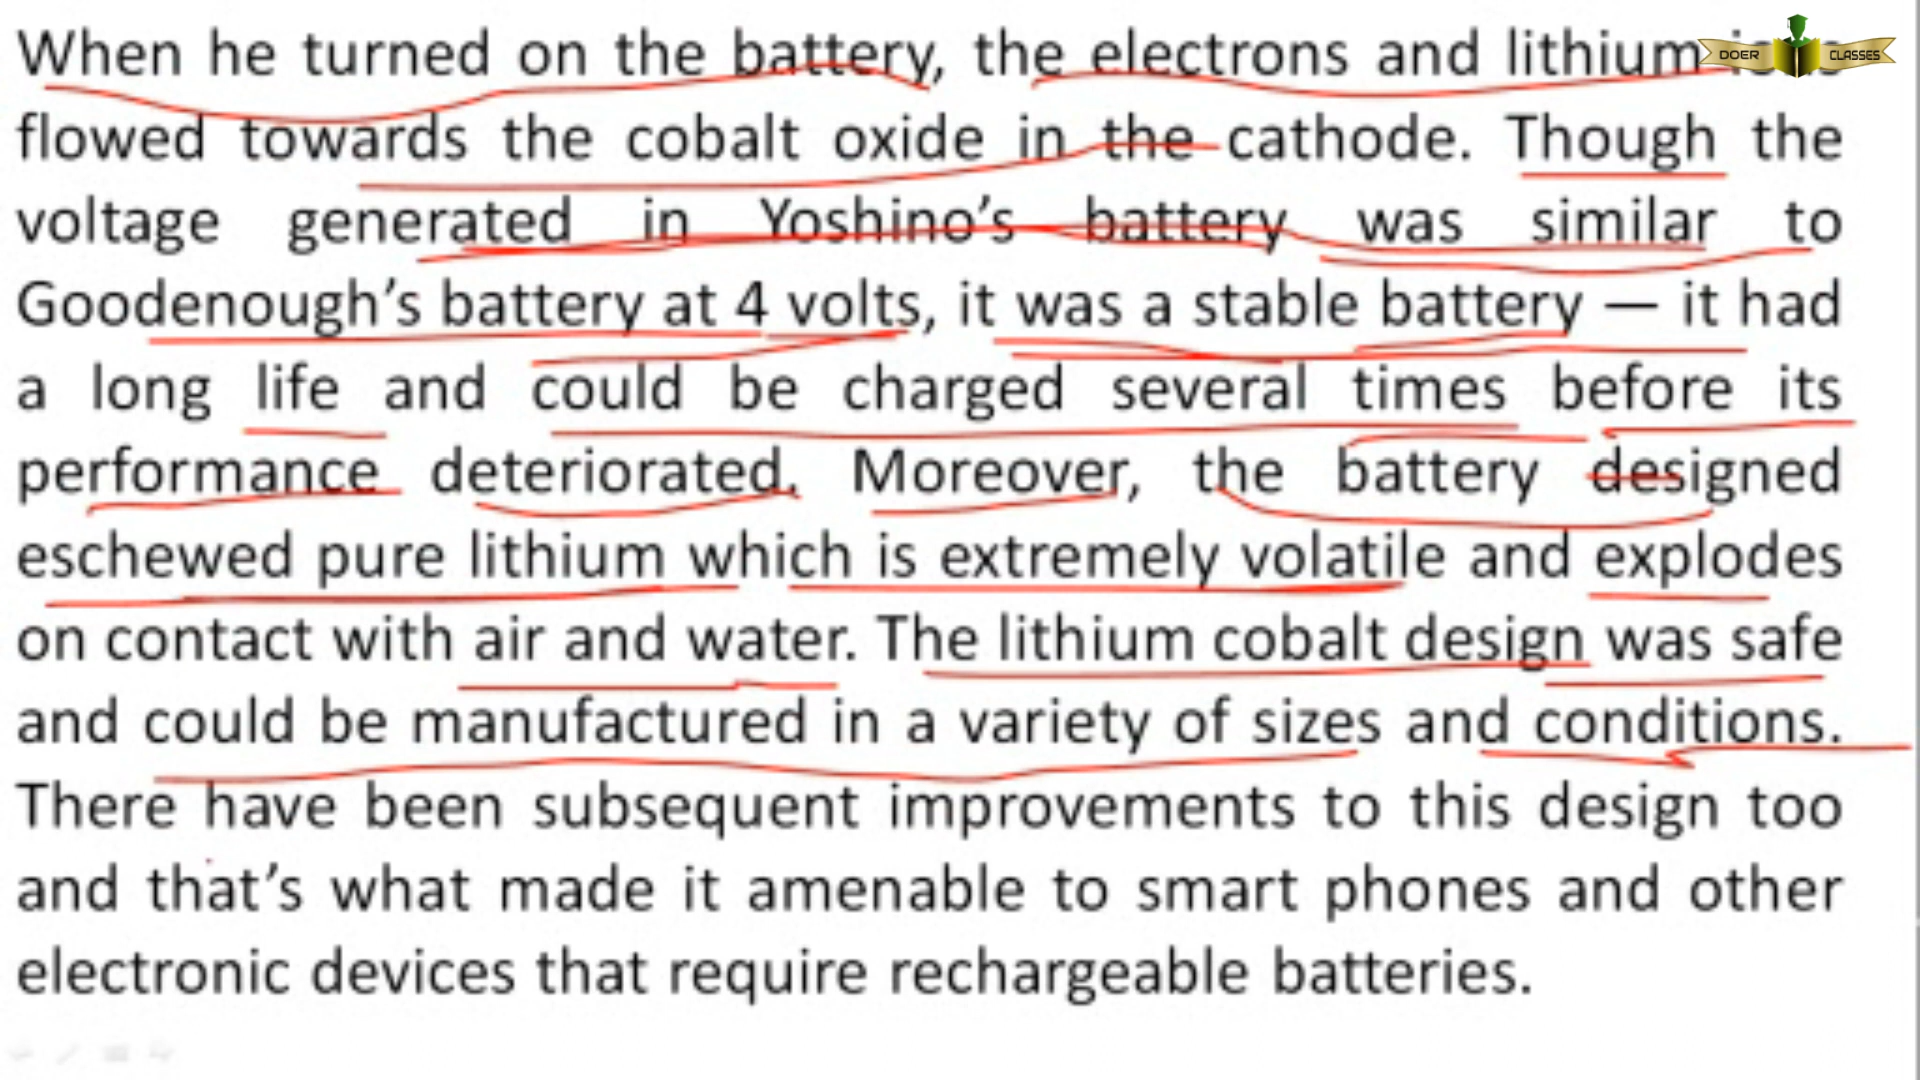 When he turned on the battery, the electrons and lithium
DOER CLASSES
flowed towards the cobalt oxide in the cathode. Though the
voltage generated in Yoshino's battery was similar to
Goodenough's battery at 4 volts, it was a stable battery — it had
a long life and could be charged several times before its
performance deteriorated. Moreover, the battery designed
eschewed pure lithium which is extremely volatile and explodes
on contact with air and water. The lithium cobalt design was safe
and could be manufactured in a variety of sizes and conditions.
There have been subsequent improvements to this design too
and that's what made it amenable to smart phones and other
electronic devices that require rechargeable batteries.